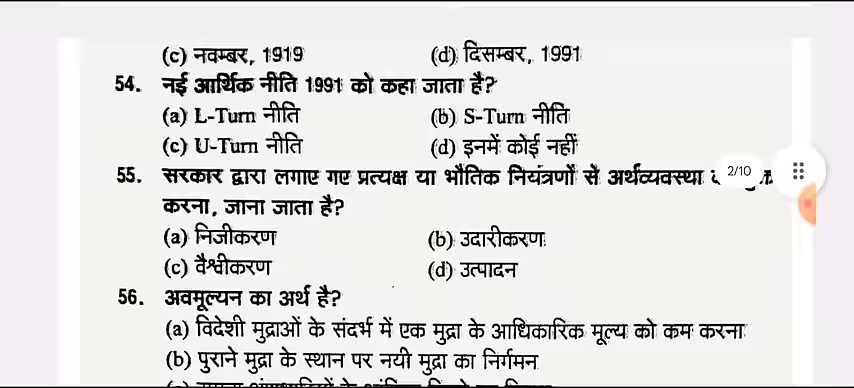 (c) नवम्बर, 1919 (d) दिसम्बर, 1991
54. नई आर्थिक नीति 1991 को कहा जाता है?
(a) L-Turn नीति (b) S-Turn नीति
(c) U-Turn नीति (d) इनमें कोई नहीं
55. सरकार द्वारा लगाए गए प्रत्यक्ष या भौतिक नियंत्रणों से अर्थव्यवस्था
2/10
करना, जाना जाता है?
(a) निजीकरण (b) उदारीकरण
(c) वैश्वीकरण (d) उत्पादन
56. अवमूल्यन का अर्थ है?
(a) विदेशी मुद्राओं के संदर्भ में एक मुद्रा के आधिकारिक मूल्य को कम करना
(b) पुराने मुद्रा के स्थान पर नयी मुद्रा का निर्गमन